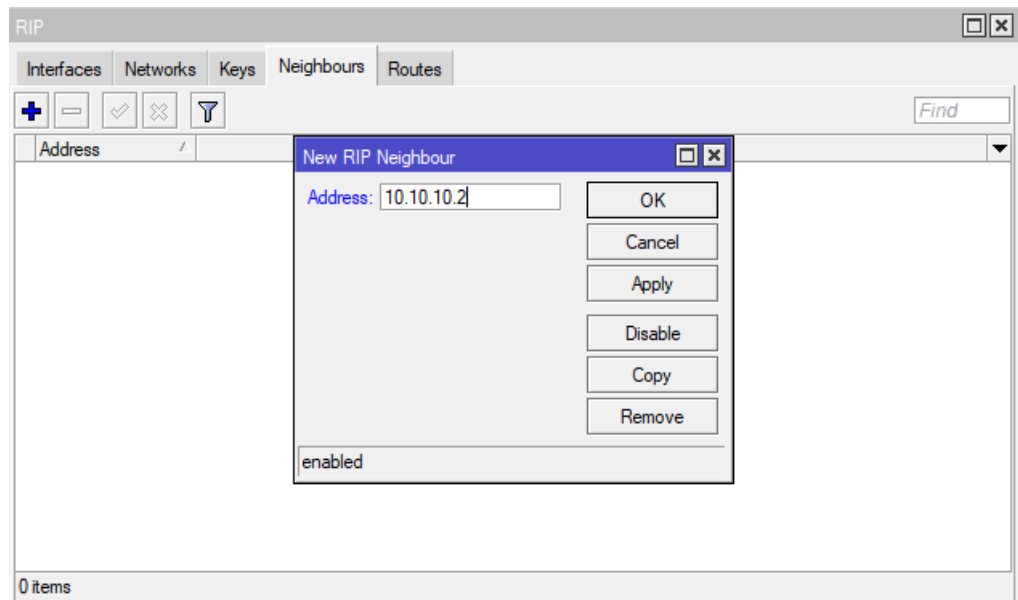 RIP
Interfaces Networks Keys Neighbours Routes
Find
Address
New RIP Neighbour
Address: 10.10.10.2
OK
Cancel
Apply
Disable
Copy
Remove
enabled
0 items